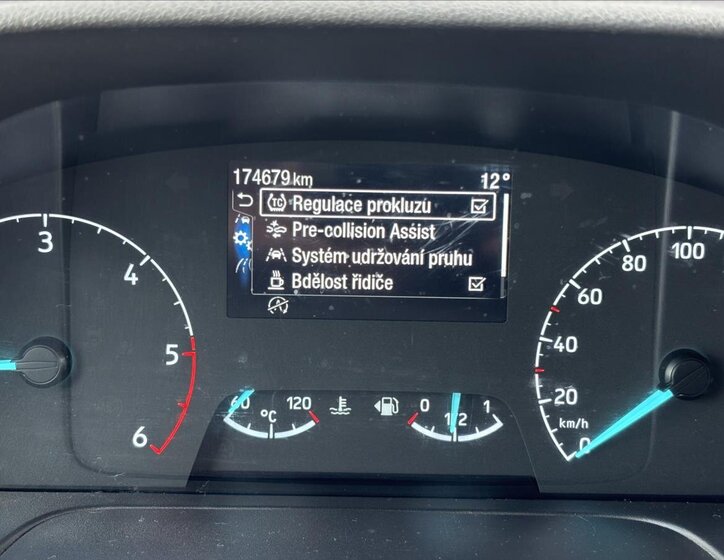 174679 km 12°
TC Regulace prokluzu
Pre-collision Assist
Systém udržování pruhu
Bdělost řidiče
3
4
5
6
60 °C 120
0 1/2 1
100
80
60
40
20
km/h
0